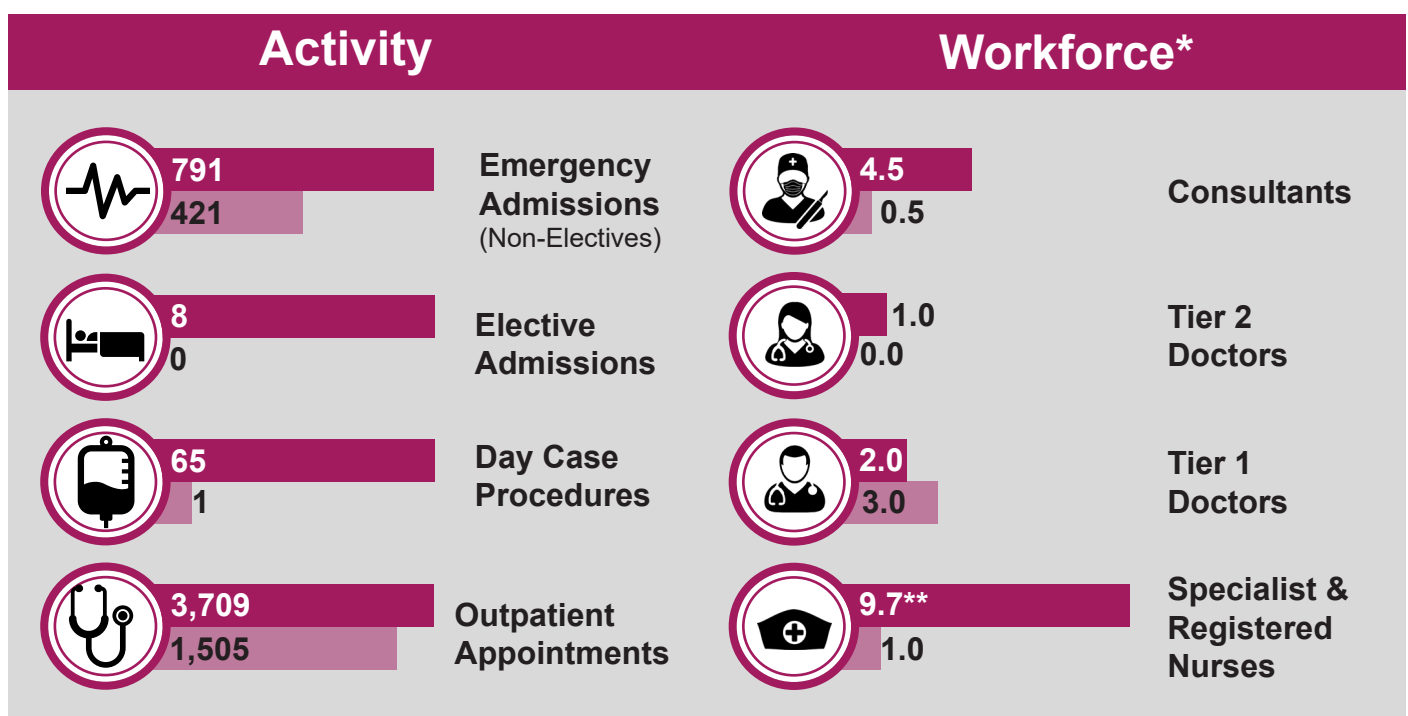 Activity
Workforce*
791
421
Emergency
Admissions
(Non-Electives)
8
0
Elective
Admissions
65
1
Day Case
Procedures
3,709
1,505
Outpatient
Appointments
4.5
0.5
Consultants
1.0
0.0
Tier 2
Doctors
2.0
3.0
Tier 1
Doctors
9.7**
1.0
Specialist &
Registered
Nurses